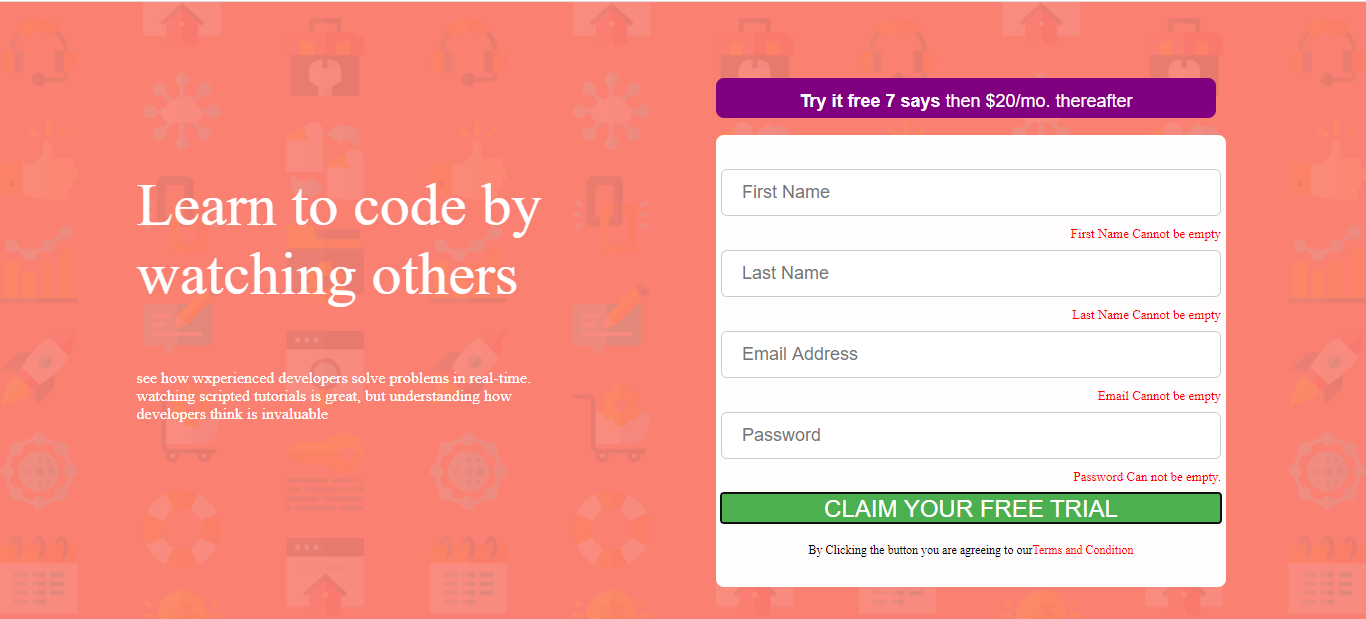 Try it free 7 says then $20/mo. thereafter
Learn to code by
watching others
see how wxperienced developers solve problems in real-time.
watching scripted tutorials is great, but understanding how
developers think is invaluable
First Name
First Name Cannot be empty
Last Name
Last Name Cannot be empty
Email Address
Email Cannot be empty
Password
Password Can not be empty.
CLAIM YOUR FREE TRIAL
By Clicking the button you are agreeing to ourTerms and Condition